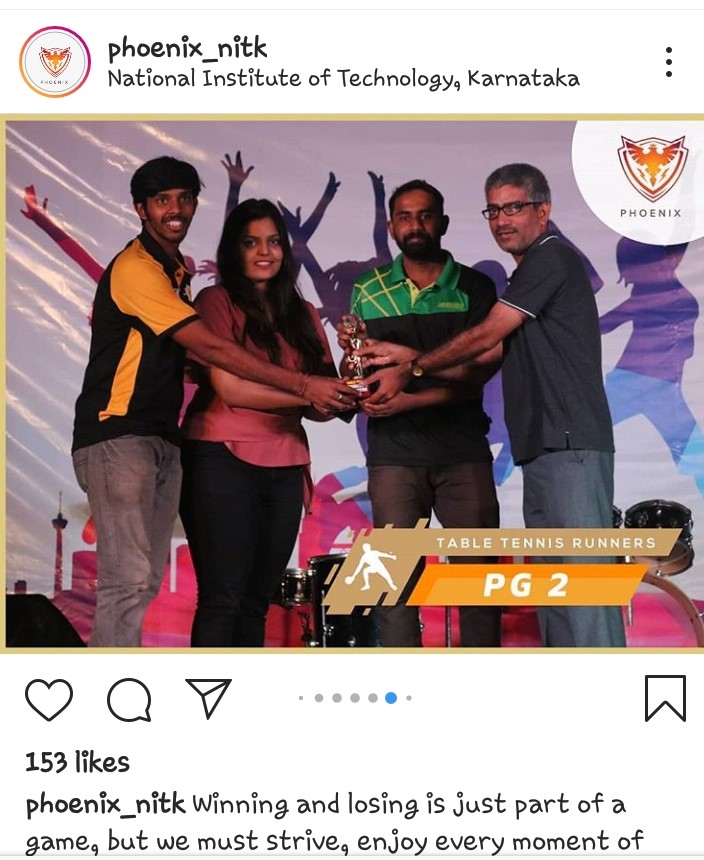 phoenix_nitk
National Institute of Technology, Karnataka
PHOENIX
PHOENIX
TABLE TENNIS RUNNERS
PG 2
153 likes
phoenix_nitk Winning and losing is just part of a
game, but we must strive, enjoy every moment of